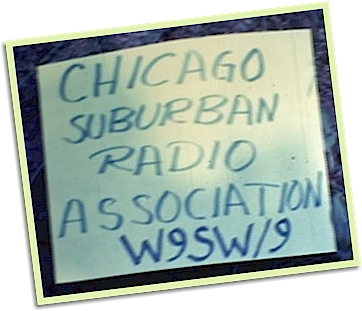 CHICAGO
SUBURBAN
RADIO
ASSOCIATION
W9SW/9